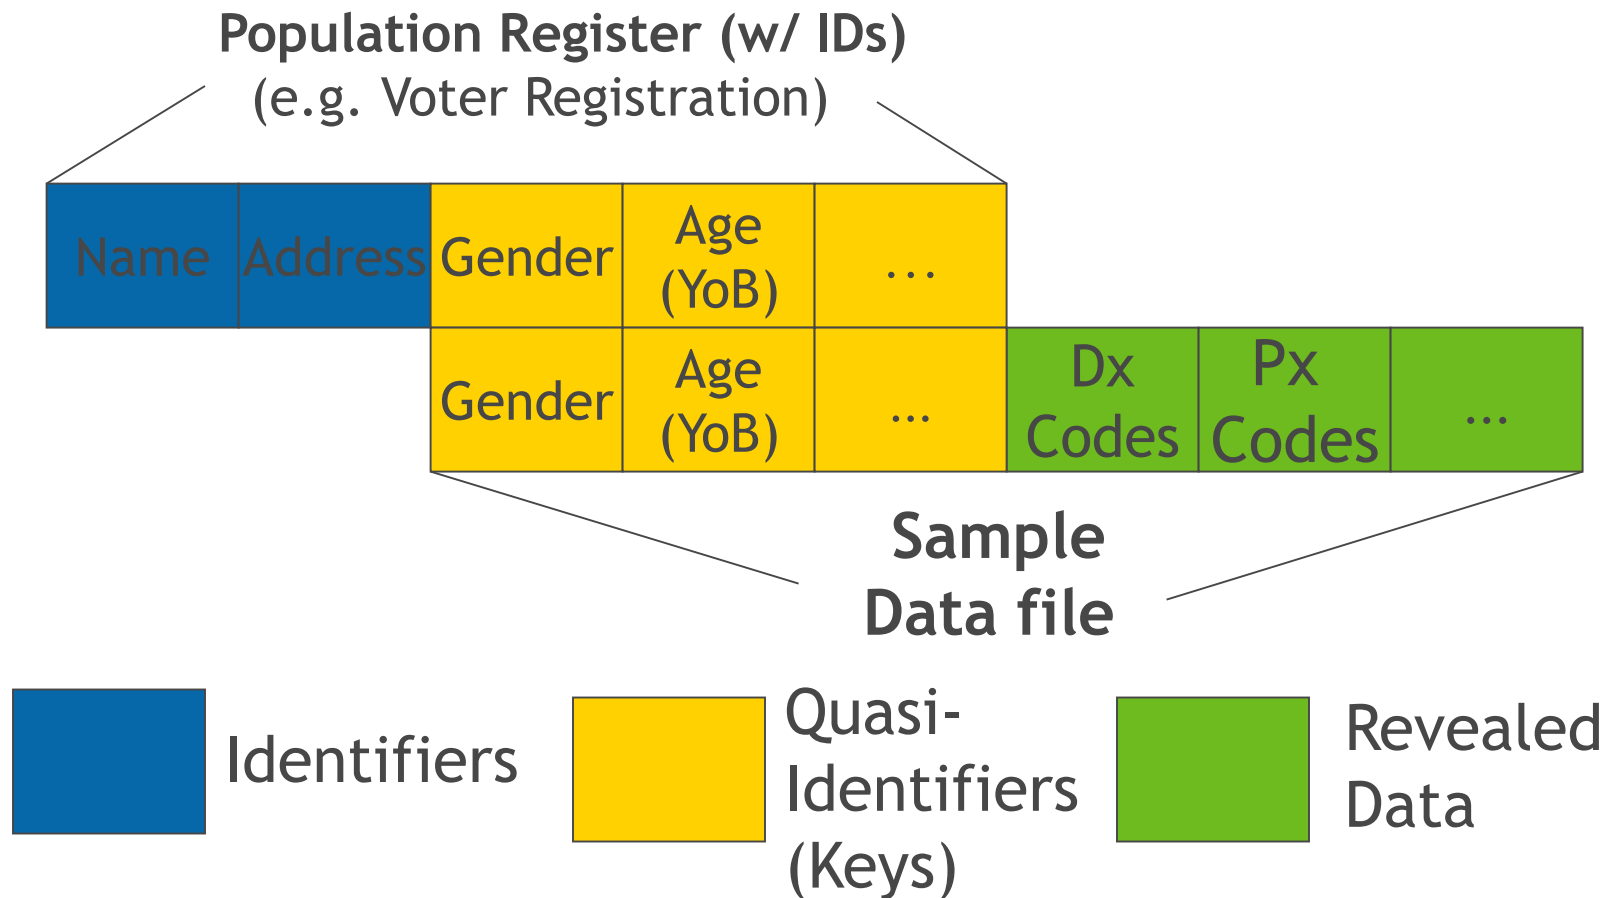 Population Register (w/ IDs)
(e.g. Voter Registration)
Name
Address
Gender
Age
(YoB)
...
Gender
Age
(YoB)
...
Dx
Codes
Px
Codes
...
Sample
Data file
Identifiers
Quasi-
Identifiers
(Keys)
Revealed
Data